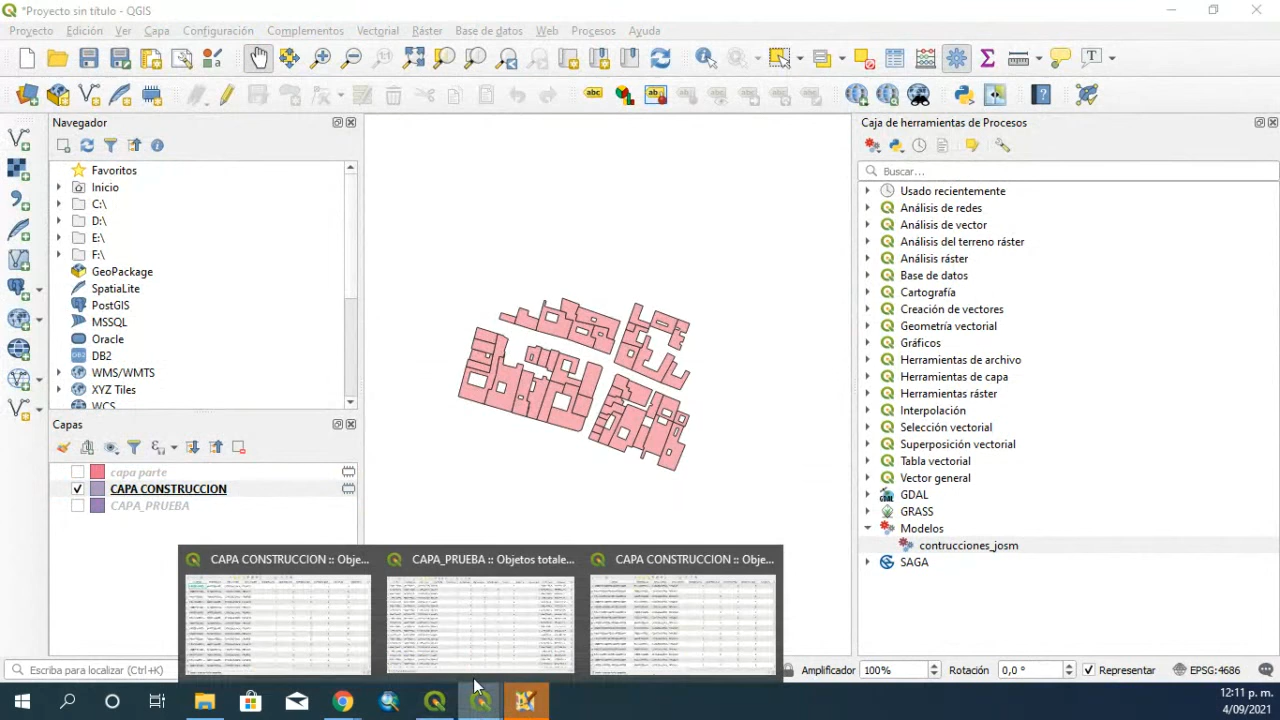 *Proyecto sin título - QGIS
Proyecto Edición Ver Capa Configuración Complementos Vectorial Ráster Base de datos Web Procesos Ayuda
Navegador
Favoritos
Inicio
C:\
D:\
E:\
F:\
GeoPackage
SpatiaLite
PostGIS
MSSQL
Oracle
DB2
WMS/WMTS
XYZ Tiles
WCS
Capas
capa parte
CAPA CONSTRUCCION
CAPA_PRUEBA
Caja de herramientas de Procesos
Buscar...
Usado recientemente
Análisis de redes
Análisis de vector
Análisis del terreno ráster
Análisis ráster
Base de datos
Cartografía
Creación de vectores
Geometría vectorial
Gráficos
Herramientas de archivo
Herramientas de capa
Herramientas ráster
Interpolación
Selección vectorial
Superposición vectorial
Tabla vectorial
Vector general
GDAL
GRASS
Modelos
contrucciones_josm
SAGA
CAPA CONSTRUCCION :: Obje... CAPA_PRUEBA :: Objetos totale... CAPA CONSTRUCCION :: Obje...
Escriba para local Amplificador 100% Rotación 0,0 ° Representar EPSG:4686
12:11 p. m.
4/09/2021